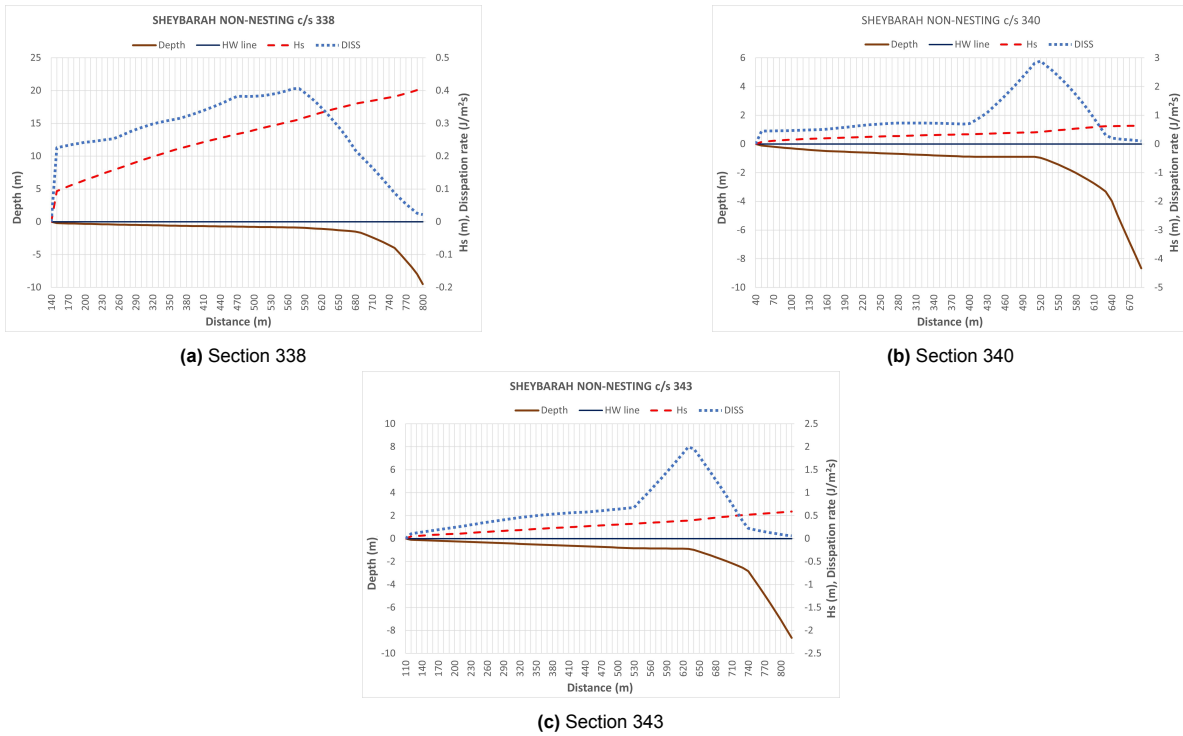 SHEYBARAH NON-NESTING c/s 338
Depth HW line Hs DISS
Depth (m)
25
20
15
10
5
0
-5
-10
0.5
0.4
0.3
0.2
0.1
0
-0.1
-0.2
Hs (m), Disspation rate (J/m²s)
140 170 200 230 260 290 320 350 380 410 440 470 500 530 560 590 620 650 680 710 740 770 800
Distance (m)
(a) Section 338
SHEYBARAH NON-NESTING c/s 340
Depth HW line Hs DISS
Depth (m)
6
4
2
0
-2
-4
-6
-8
-10
3
2
1
0
-1
-2
-3
-4
-5
Hs (m), Disspation rate (J/m²s)
40 70 100 130 160 190 220 250 280 310 340 370 400 430 460 490 520 550 580 610 640 670
Distance (m)
(b) Section 340
SHEYBARAH NON-NESTING c/s 343
Depth HW line Hs DISS
Depth (m)
10
8
6
4
2
0
-2
-4
-6
-8
-10
2.5
2
1.5
1
0.5
0
-0.5
-1
-1.5
-2
-2.5
Hs (m), Disspation rate (J/m²s)
110 140 170 200 230 260 290 320 350 380 410 440 470 500 530 560 590 620 650 680 710 740 770 800
Distance (m)
(c) Section 343